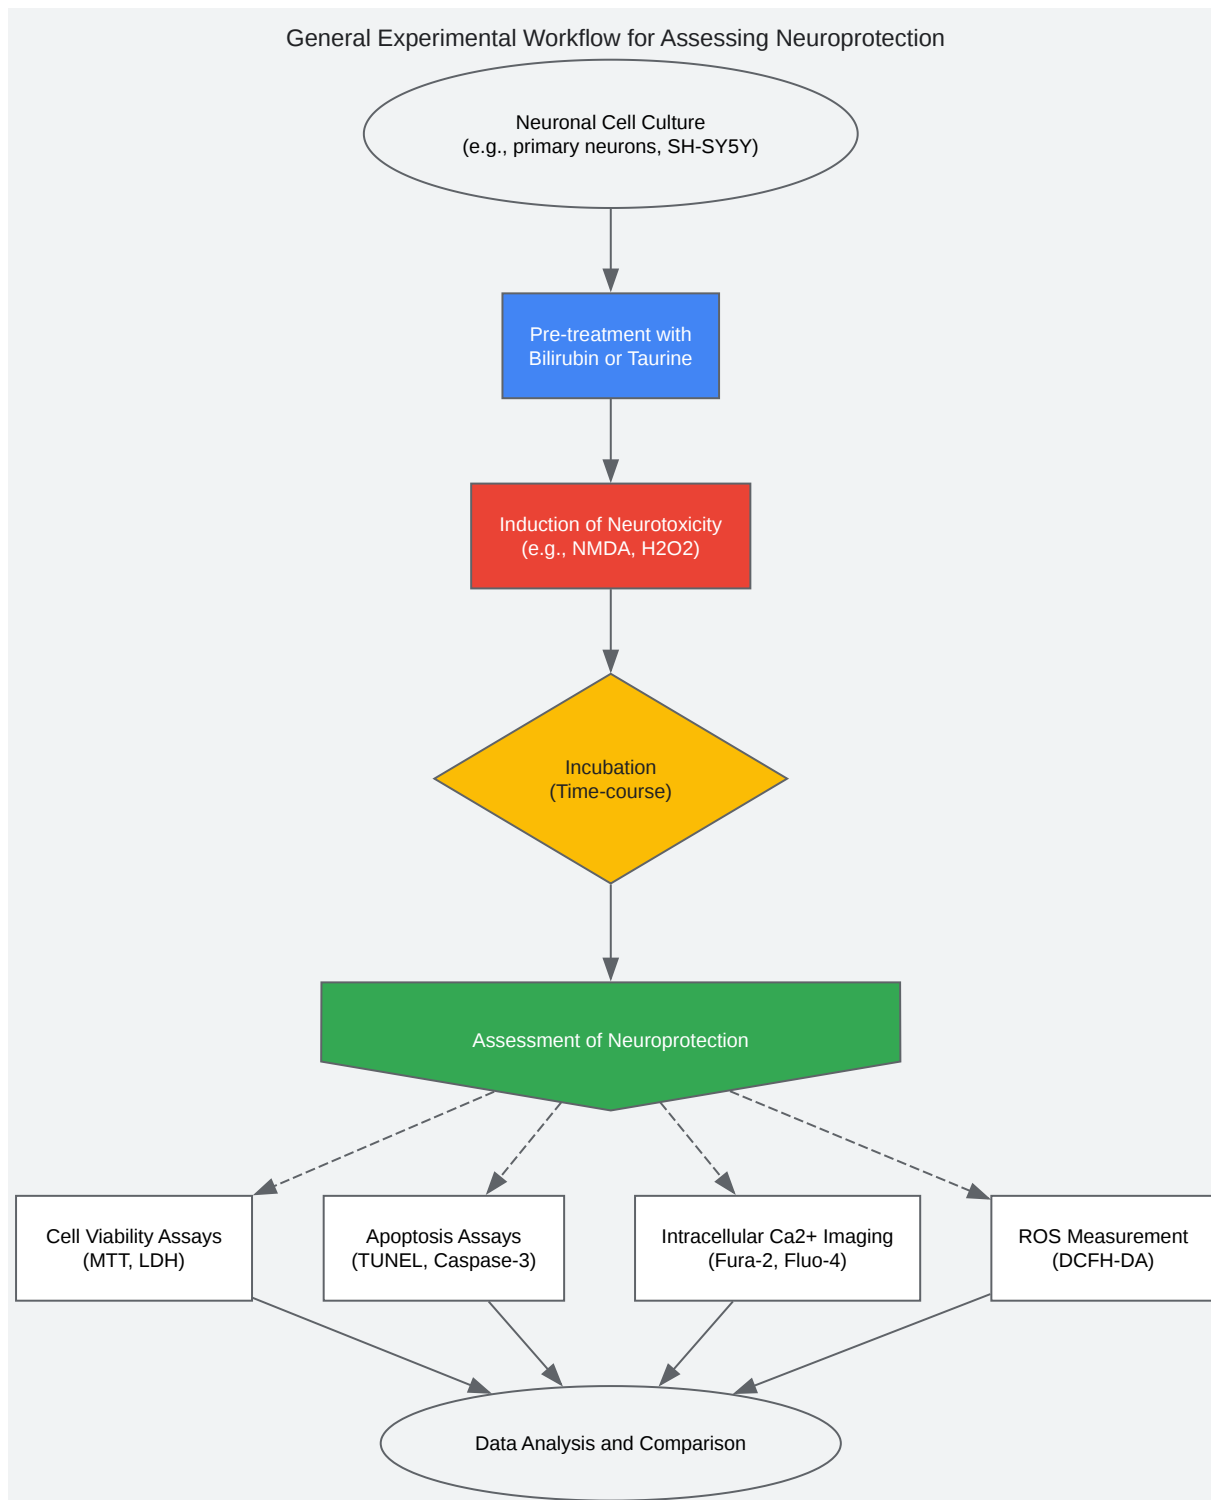 General Experimental Workflow for Assessing Neuroprotection
Neuronal Cell Culture
(e.g., primary neurons, SH-SY5Y)
Pre-treatment with
Bilirubin or Taurine
Induction of Neurotoxicity
(e.g., NMDA, H2O2)
Incubation
(Time-course)
Assessment of Neuroprotection
Cell Viability Assays
(MTT, LDH)
Apoptosis Assays
(TUNEL, Caspase-3)
Intracellular Ca2+ Imaging
(Fura-2, Fluo-4)
ROS Measurement
(DCFH-DA)
Data Analysis and Comparison